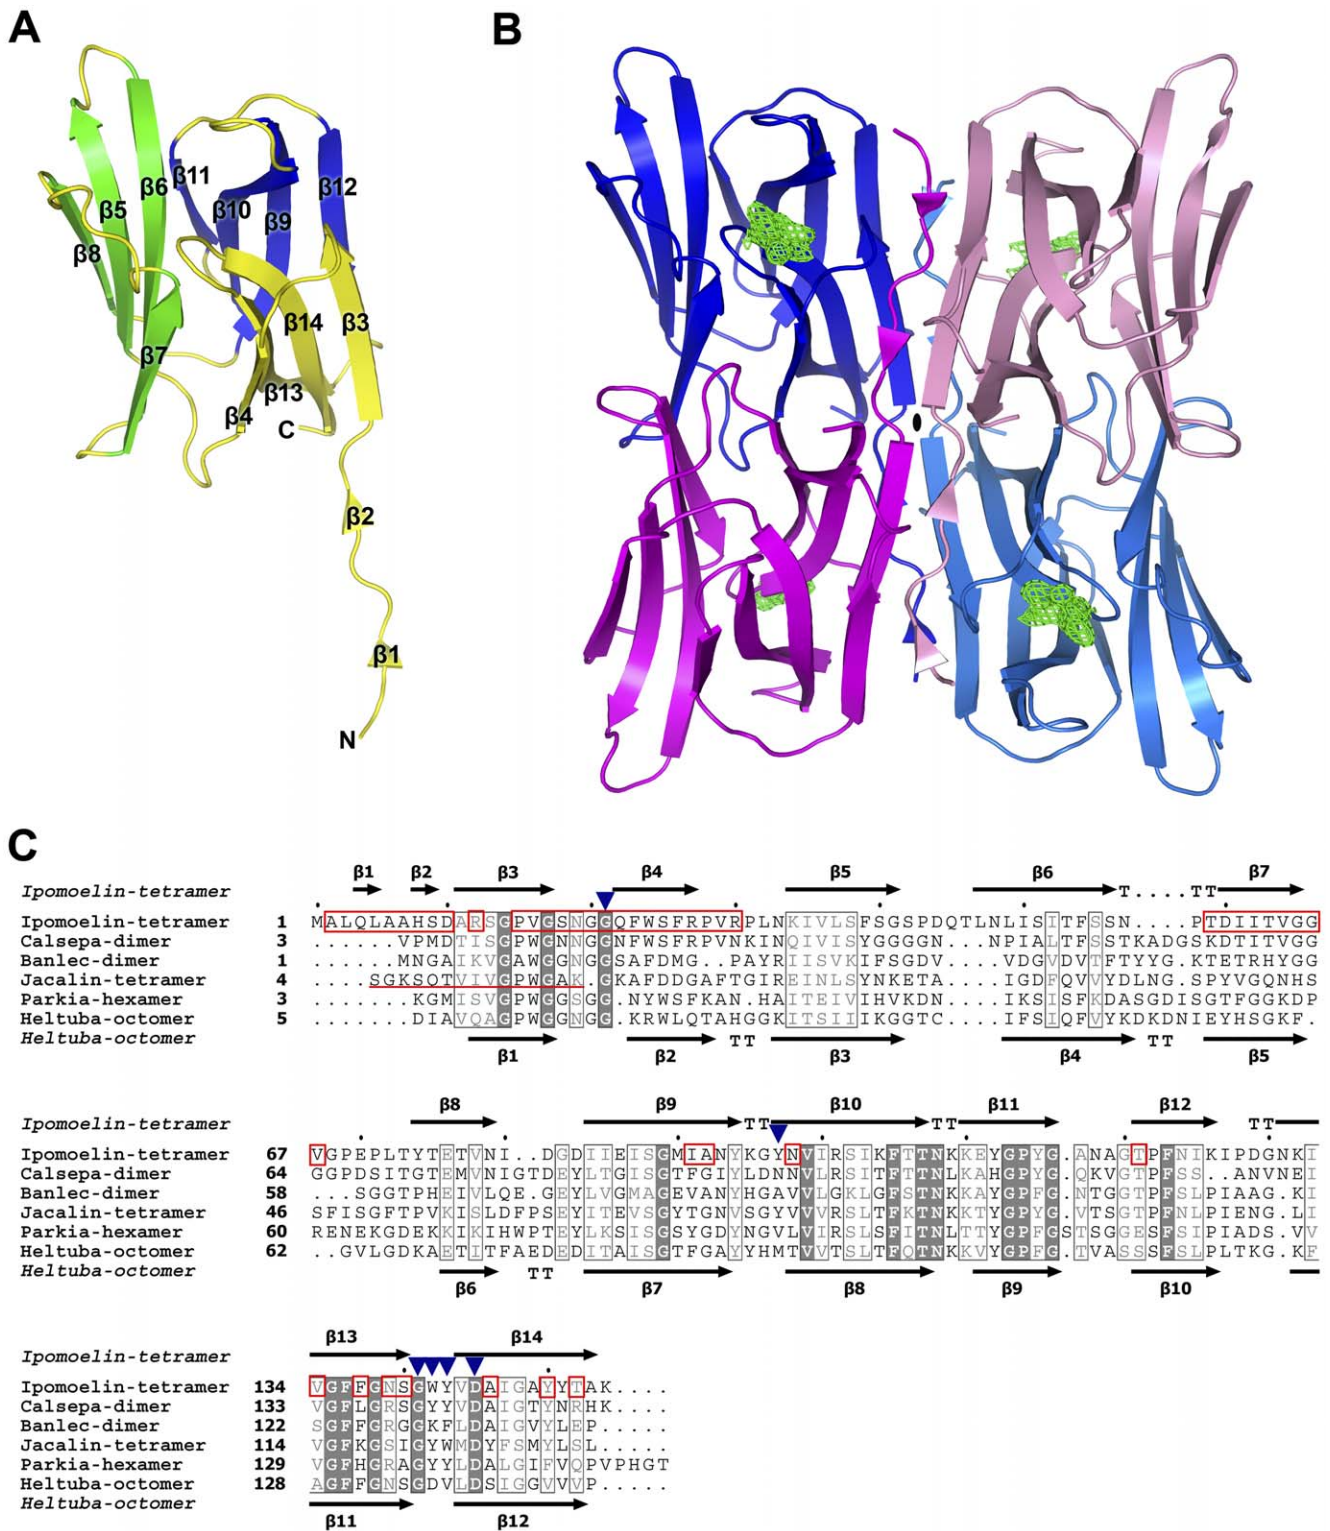 A
B
β11
β12
β6
β10
β5
β9
β8
β14
β3
β7
β13
β4
C
β2
β1
N
C
β1 β2 β3 β4 β5 β6 β7
Ipomoelin-tetramer T....TT
Ipomoelin-tetramer 1 MALQLAAHSDARSGPVGSNGGQFWSFRPVRPLNKIVLSFSGSPDQTLNLISITFSSN....PTDIITVGG
Calsepa-dimer 3 ......VPMDTISGPWGNNGGNFWSFRPVNKINQIVISYGGGGN..NPIALTFSSTKADGSKDTITVGG
Banlec-dimer 1 ......MNGAIKVGAWGGNGGSAFDMG..PAYRIISVKIFSGDV....VDGVDVTFTYYG.KTETRHYGG
Jacalin-tetramer 4 ....SGKSQTVIVGPWGAK.GKAFDDGAFTGIREINLSYNKETA....IGDFQVVYDLNG.SPYVGQNHS
Parkia-hexamer 3 .......KGMISVGPWGGSGG.NYWSFKAN.HAITEIVIHVKDN....IKSISFKDASGDISGTFGGKDP
Heltuba-octomer 5 .......DIAVQAGPWGGNGG.KRWLQTAHGGKITSIIIKGGTC....IFSIQFVYKDKDNIEYHSGKF.
Heltuba-octomer TT TT
β1 β2 β3 β4 β5
β8 β9 β10 β11 β12
Ipomoelin-tetramer TT TT TT
Ipomoelin-tetramer 67 VGPEPLTYTETVNI..DGDIIEISGMIANYKGYNVIRSIKFTTNKKEYGPYG.ANAGTPFNIKIPDGNKI
Calsepa-dimer 64 GGPDSITGTEMVNIGTDEYLTGISGTFGIYLDNNVLRSITFTTNLKAHGPYG.QKVGTPFSS..ANVVGNEI
Banlec-dimer 58 ...SGGTPHEIVLQE.GEYLVGMAGEVANYHGAVVLGKLGFSTNKKAYGPFG.NTGGTPFSLPIAAG.KI
Jacalin-tetramer 46 SFISGFTPVKISLDFPSEYITEVSGYTGNVSGYVVVRSLTFKTNKKTYGPYG.VTSGTPFNLPIENG.LI
Parkia-hexamer 60 RENEKGDEKKIKIHWPTEYLKSISGSYGDYNGVLVIRSLSFITNLTTYGPFGSTSGGESFSLPIADS.VV
Heltuba-octomer 62 ..GVLGDKAETITFAEDEDITAISGTFGAYYHMTVVTSLTFQTNKKVYGPFG.TVASSSFSLPLTKG.KF
Heltuba-octomer TT
β6 β7 β8 β9 β10
β13 β14
Ipomoelin-tetramer
Ipomoelin-tetramer 134 VGFFGNSGWYVDAIGAYYTAK....
Calsepa-dimer 133 VGFLGRSGYYVDAIGTYNRHK....
Banlec-dimer 122 SGFFGRGGKFLDAIGVYLEP.....
Jacalin-tetramer 114 VGFKGSIGYWMDYFSMYLSL.....
Parkia-hexamer 129 VGFHGRAGYYLDALGIFVQPVPHGT
Heltuba-octomer 128 AGFFGNSGDVLDSIGGVVVP.....
Heltuba-octomer
β11 β12